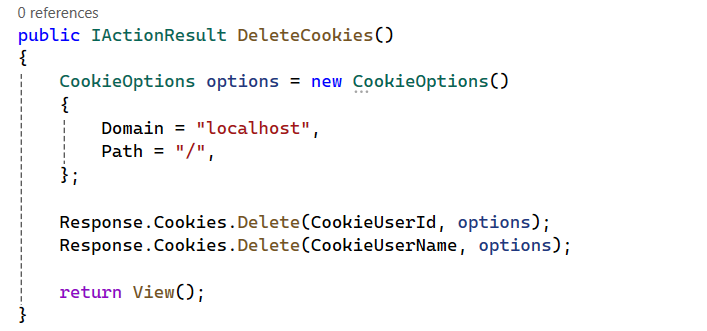 0 references
public IActionResult DeleteCookies()
{
    CookieOptions options = new CookieOptions()
    {
        Domain = "localhost",
        Path = "/",
    };

    Response.Cookies.Delete(CookieUserId, options);
    Response.Cookies.Delete(CookieUserName, options);

    return View();
}